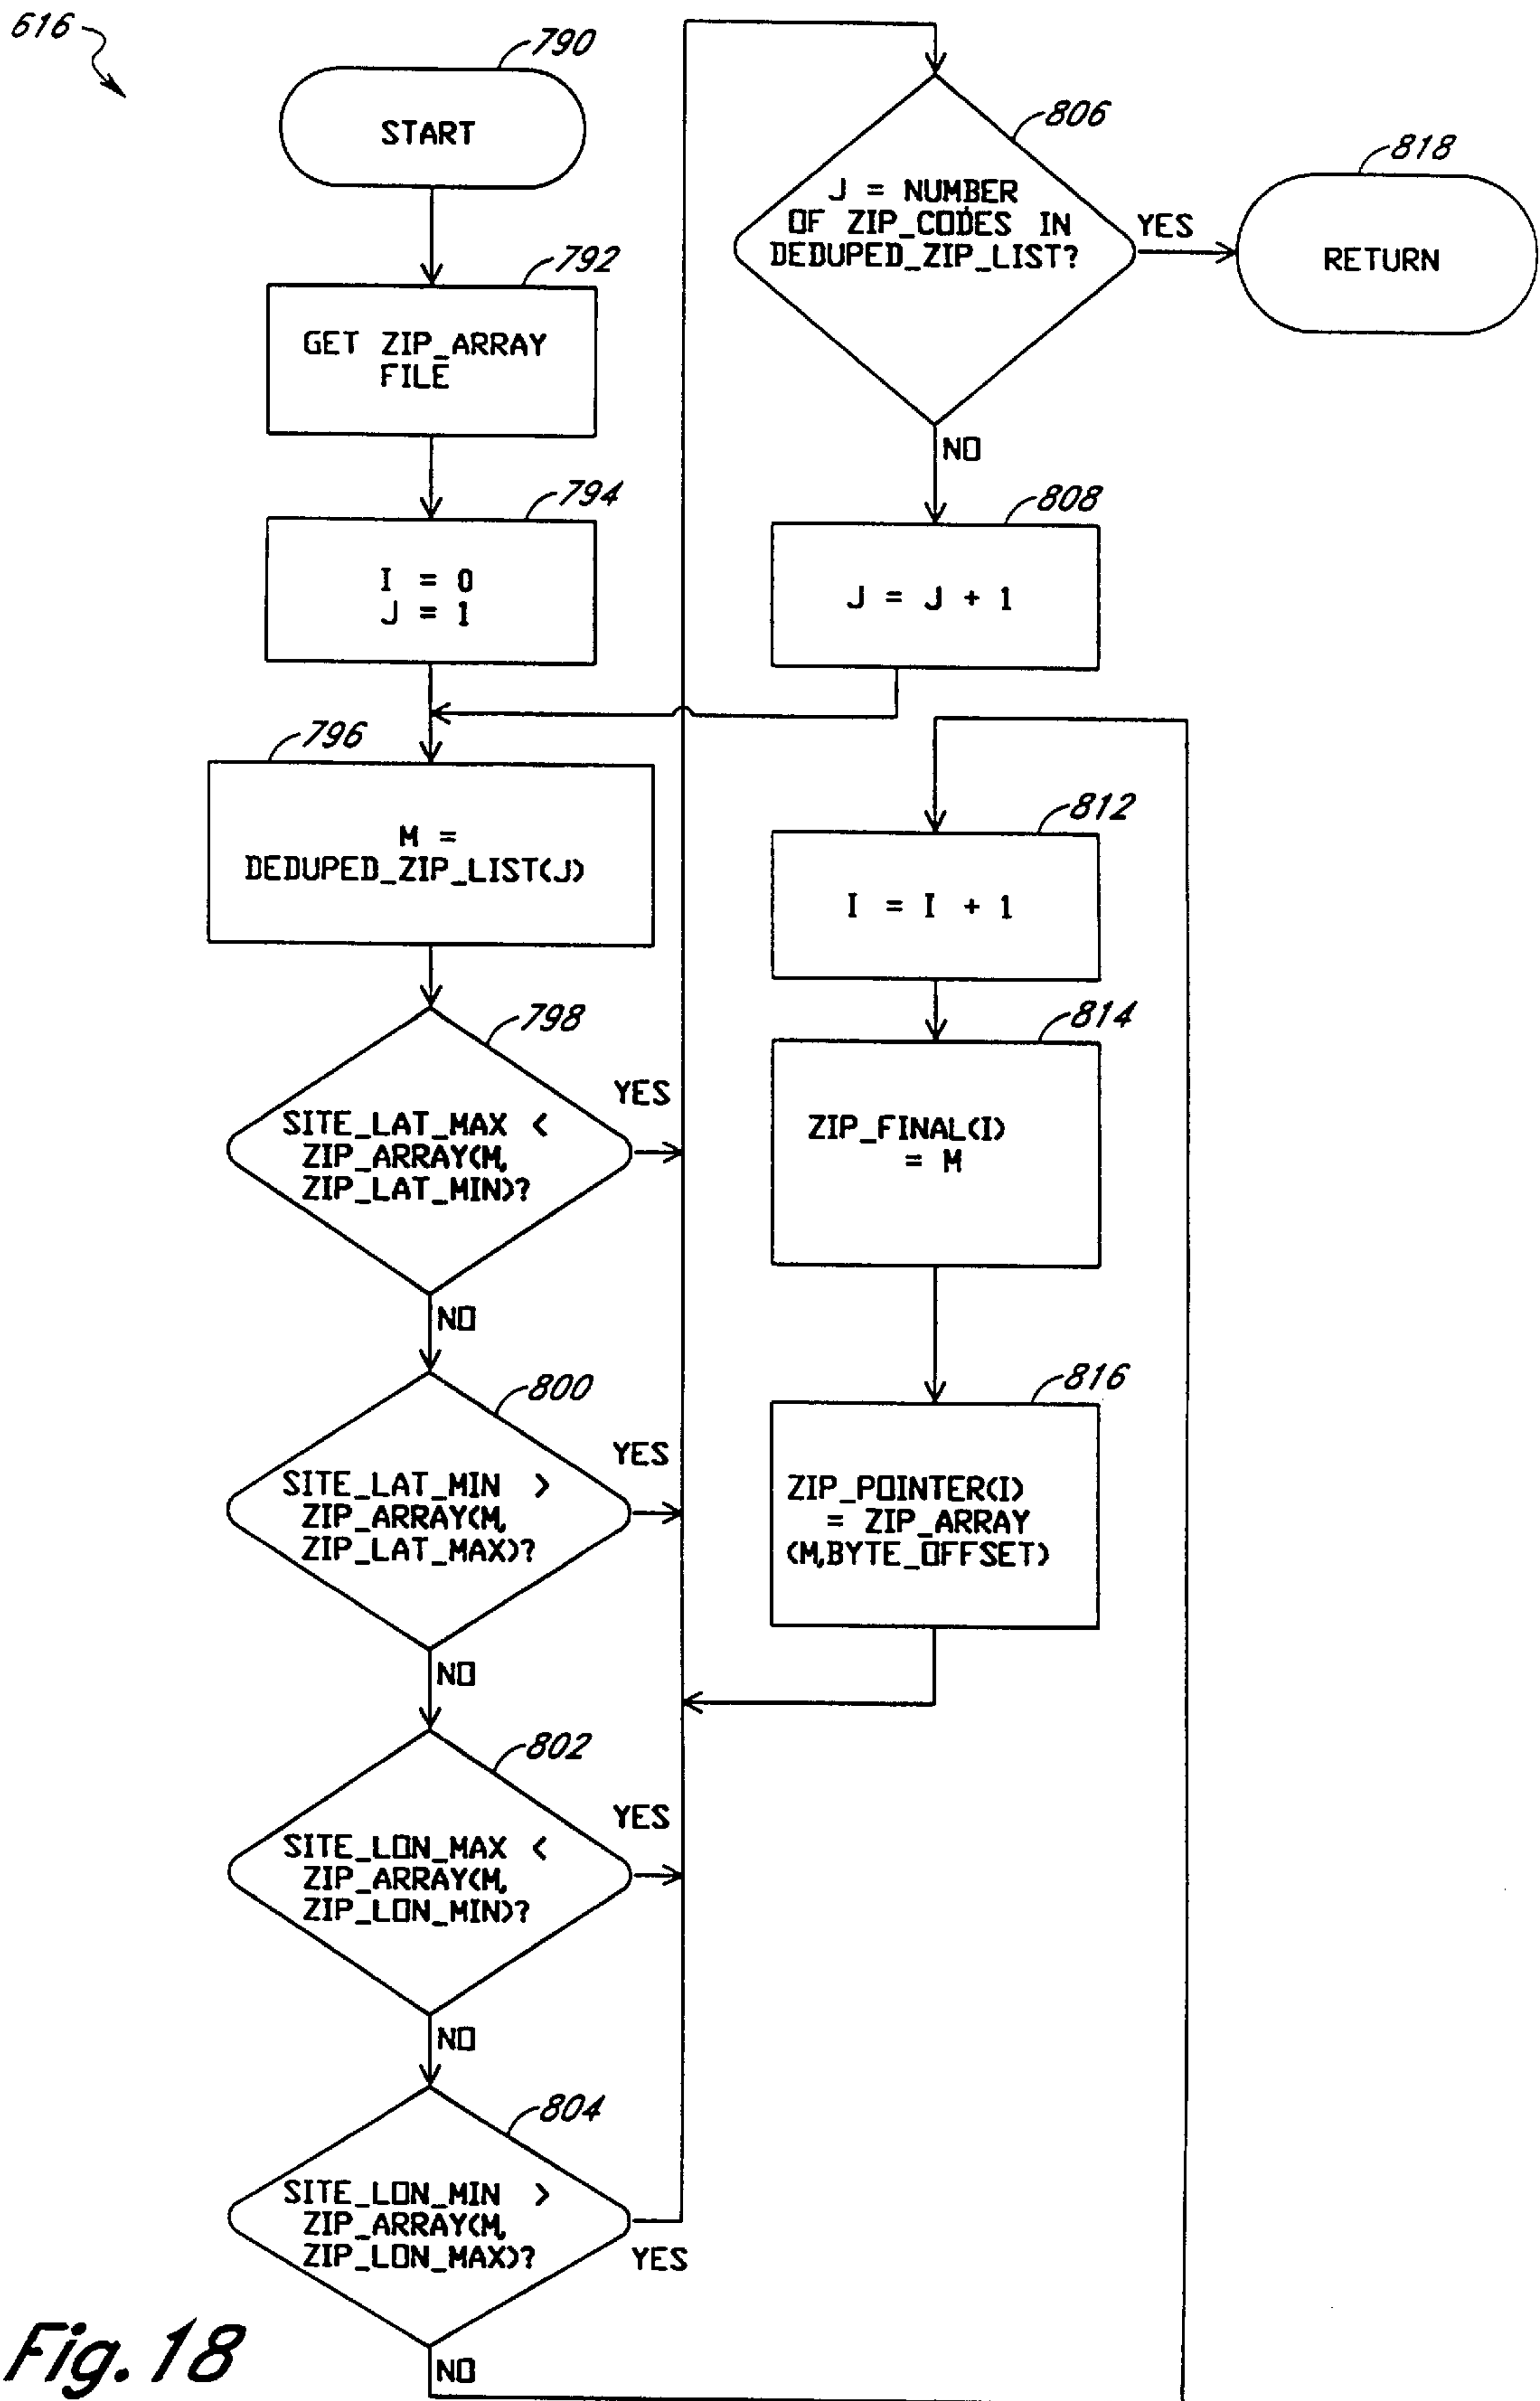 616
790
START
792
GET ZIP_ARRAY
FILE
794
I = 0
J = 1
796
M =
DEDUPED_ZIP_LIST(J)
798
SITE_LAT_MAX <
ZIP_ARRAY(M,
ZIP_LAT_MIN)?
YES
NO
800
SITE_LAT_MIN >
ZIP_ARRAY(M,
ZIP_LAT_MAX)?
YES
NO
802
SITE_LON_MAX <
ZIP_ARRAY(M,
ZIP_LON_MIN)?
YES
NO
804
SITE_LON_MIN >
ZIP_ARRAY(M,
ZIP_LON_MAX)?
YES
NO
806
J = NUMBER
OF ZIP_CODES IN
DEDUPED_ZIP_LIST?
YES
NO
818
RETURN
808
J = J + 1
812
I = I + 1
814
ZIP_FINAL(I)
= M
816
ZIP_POINTER(I)
= ZIP_ARRAY
(M,BYTE_OFFSET)
Fig. 18